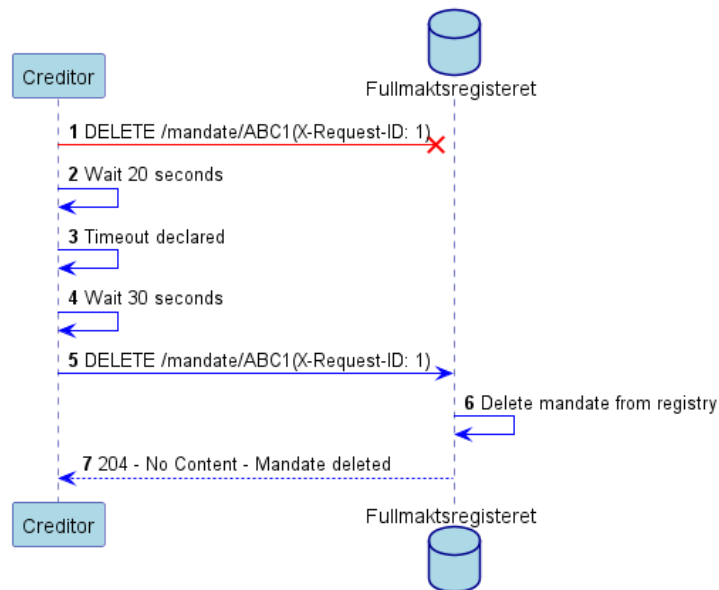 Creditor
Fullmaktsregisteret
1 DELETE /mandate/ABC1(X-Request-ID: 1)
2 Wait 20 seconds
3 Timeout declared
4 Wait 30 seconds
5 DELETE /mandate/ABC1(X-Request-ID: 1)
6 Delete mandate from registry
7 204 - No Content - Mandate deleted
Creditor
Fullmaktsregisteret